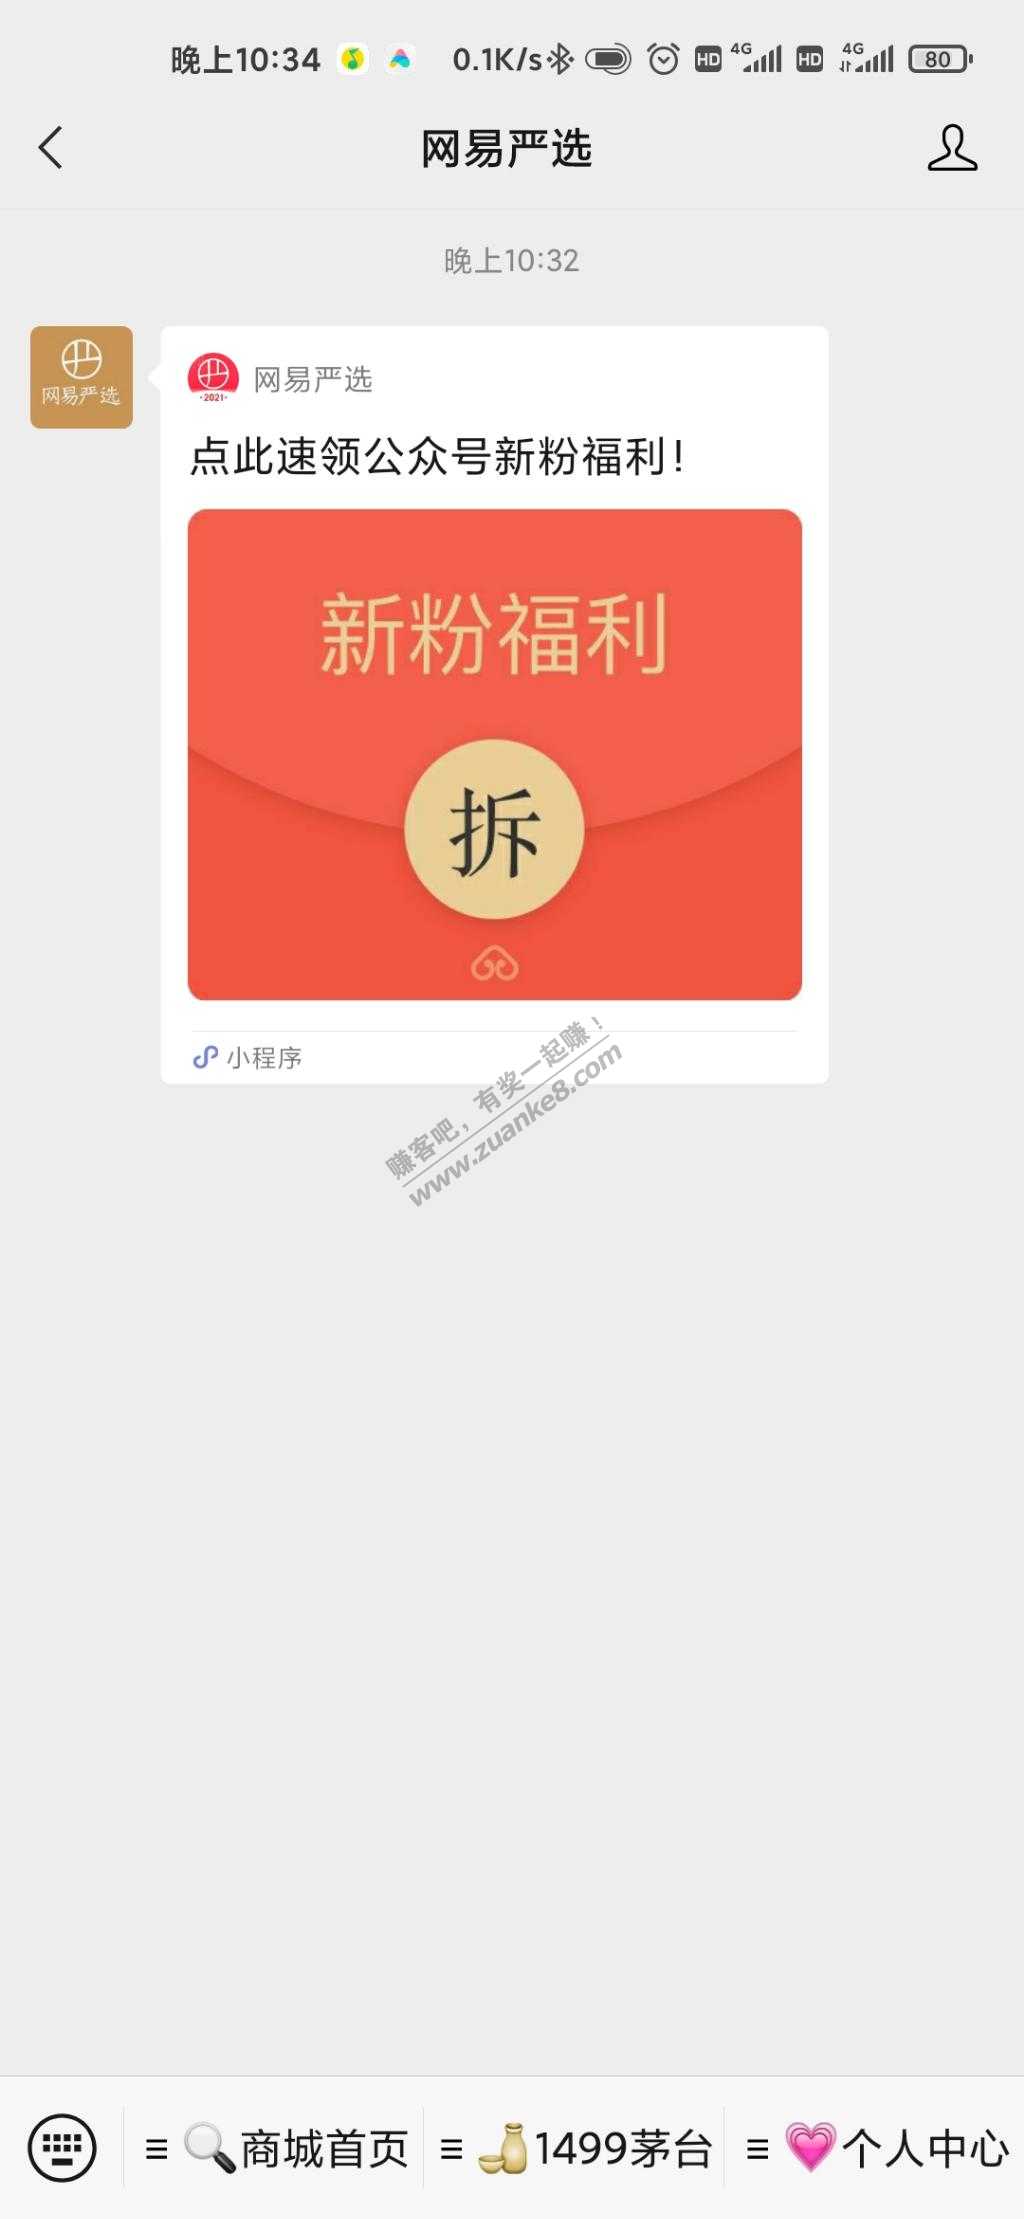 晚上10:34 0.1K/s HD 4G HD 4G 80
网易严选
晚上10:32
网易严选
网易严选
·2021·
点此速领公众号新粉福利!
新粉福利
拆
小程序
赚客吧，有奖一起赚！
www.zuanke8.com
商城首页 1499茅台 个人中心